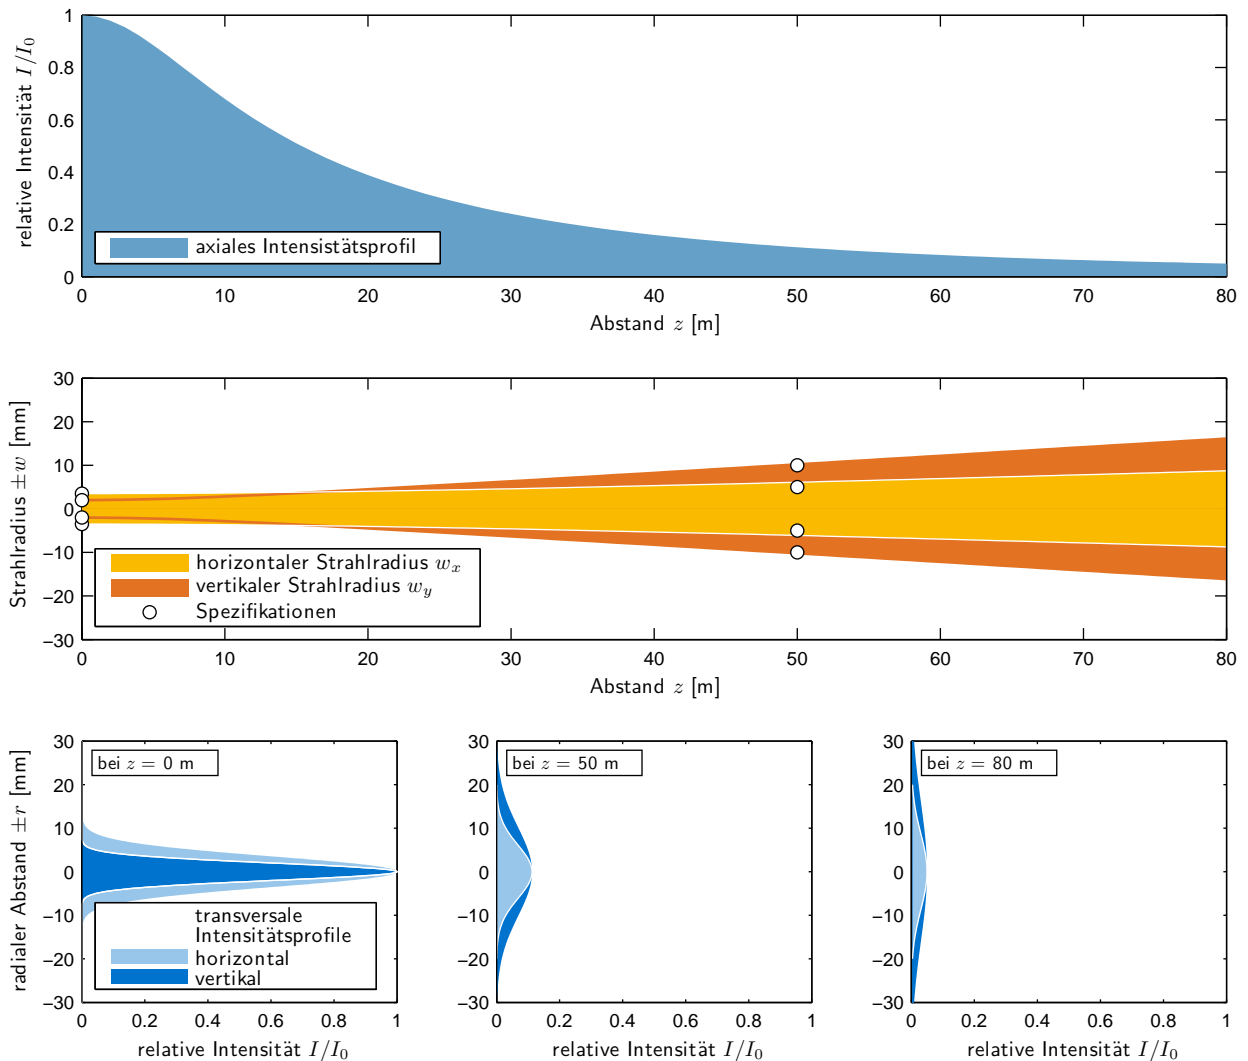 relative Intensität I/I₀
1
0.8
0.6
0.4
0.2
0
axiales Intensistätsprofil
0 10 20 30 40 50 60 70 80
Abstand z [m]
Strahlradius ±w [mm]
30
20
10
0
−10
−20
−30
horizontaler Strahlradius wₓ
vertikaler Strahlradius w_y
Spezifikationen
0 10 20 30 40 50 60 70 80
Abstand z [m]
radialer Abstand ±r [mm]
30
20
10
0
−10
−20
−30
bei z = 0 m
transversale
Intensitätsprofile
horizontal
vertikal
0 0.2 0.4 0.6 0.8 1
relative Intensität I/I₀
30
20
10
0
−10
−20
−30
bei z = 50 m
0 0.2 0.4 0.6 0.8 1
relative Intensität I/I₀
30
20
10
0
−10
−20
−30
bei z = 80 m
0 0.2 0.4 0.6 0.8 1
relative Intensität I/I₀